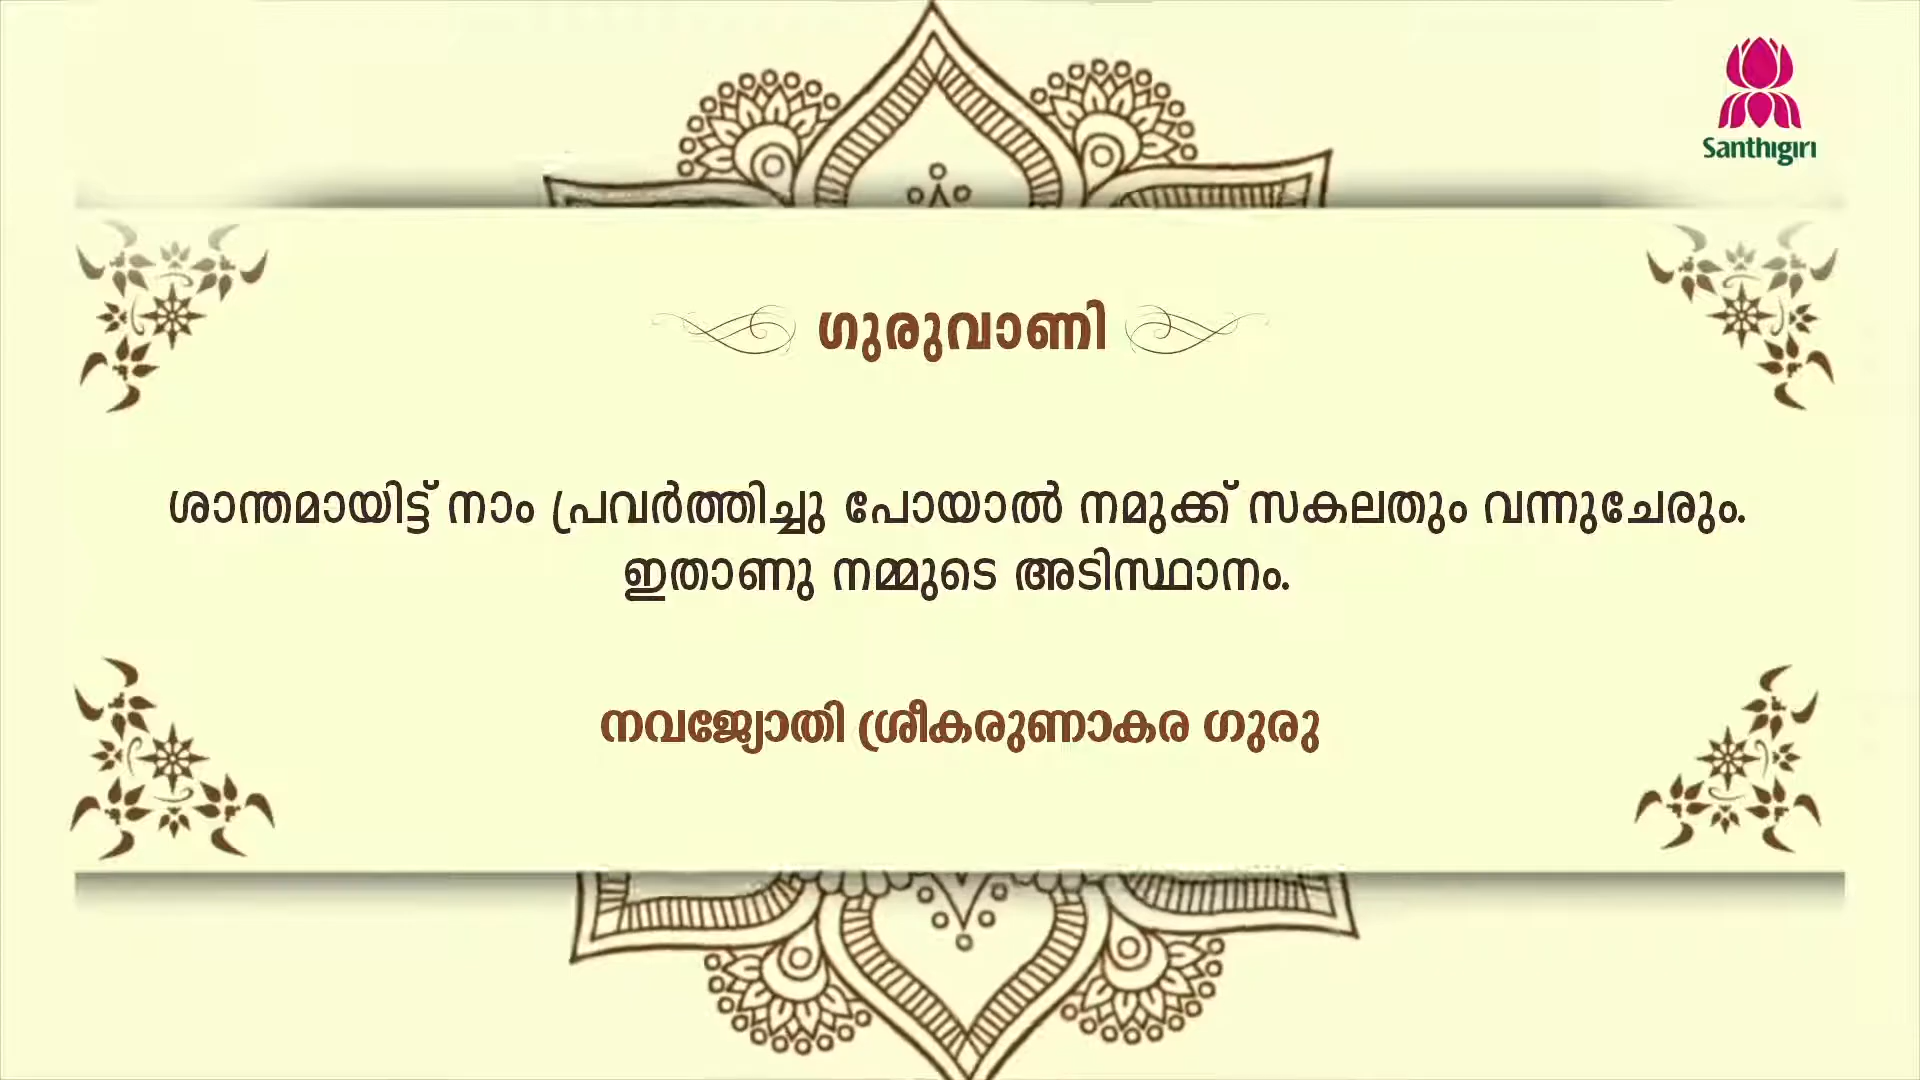 Santhigiri
ഗുരുവാണി
ശാന്തമായിട്ട് നാം പ്രവർത്തിച്ചു പോയാൽ നമുക്ക് സകലതും വന്നുചേരും.
ഇതാണു നമ്മുടെ അടിസ്ഥാനം.
നവജ്യോതി ശ്രീകരുണാകര ഗുരു